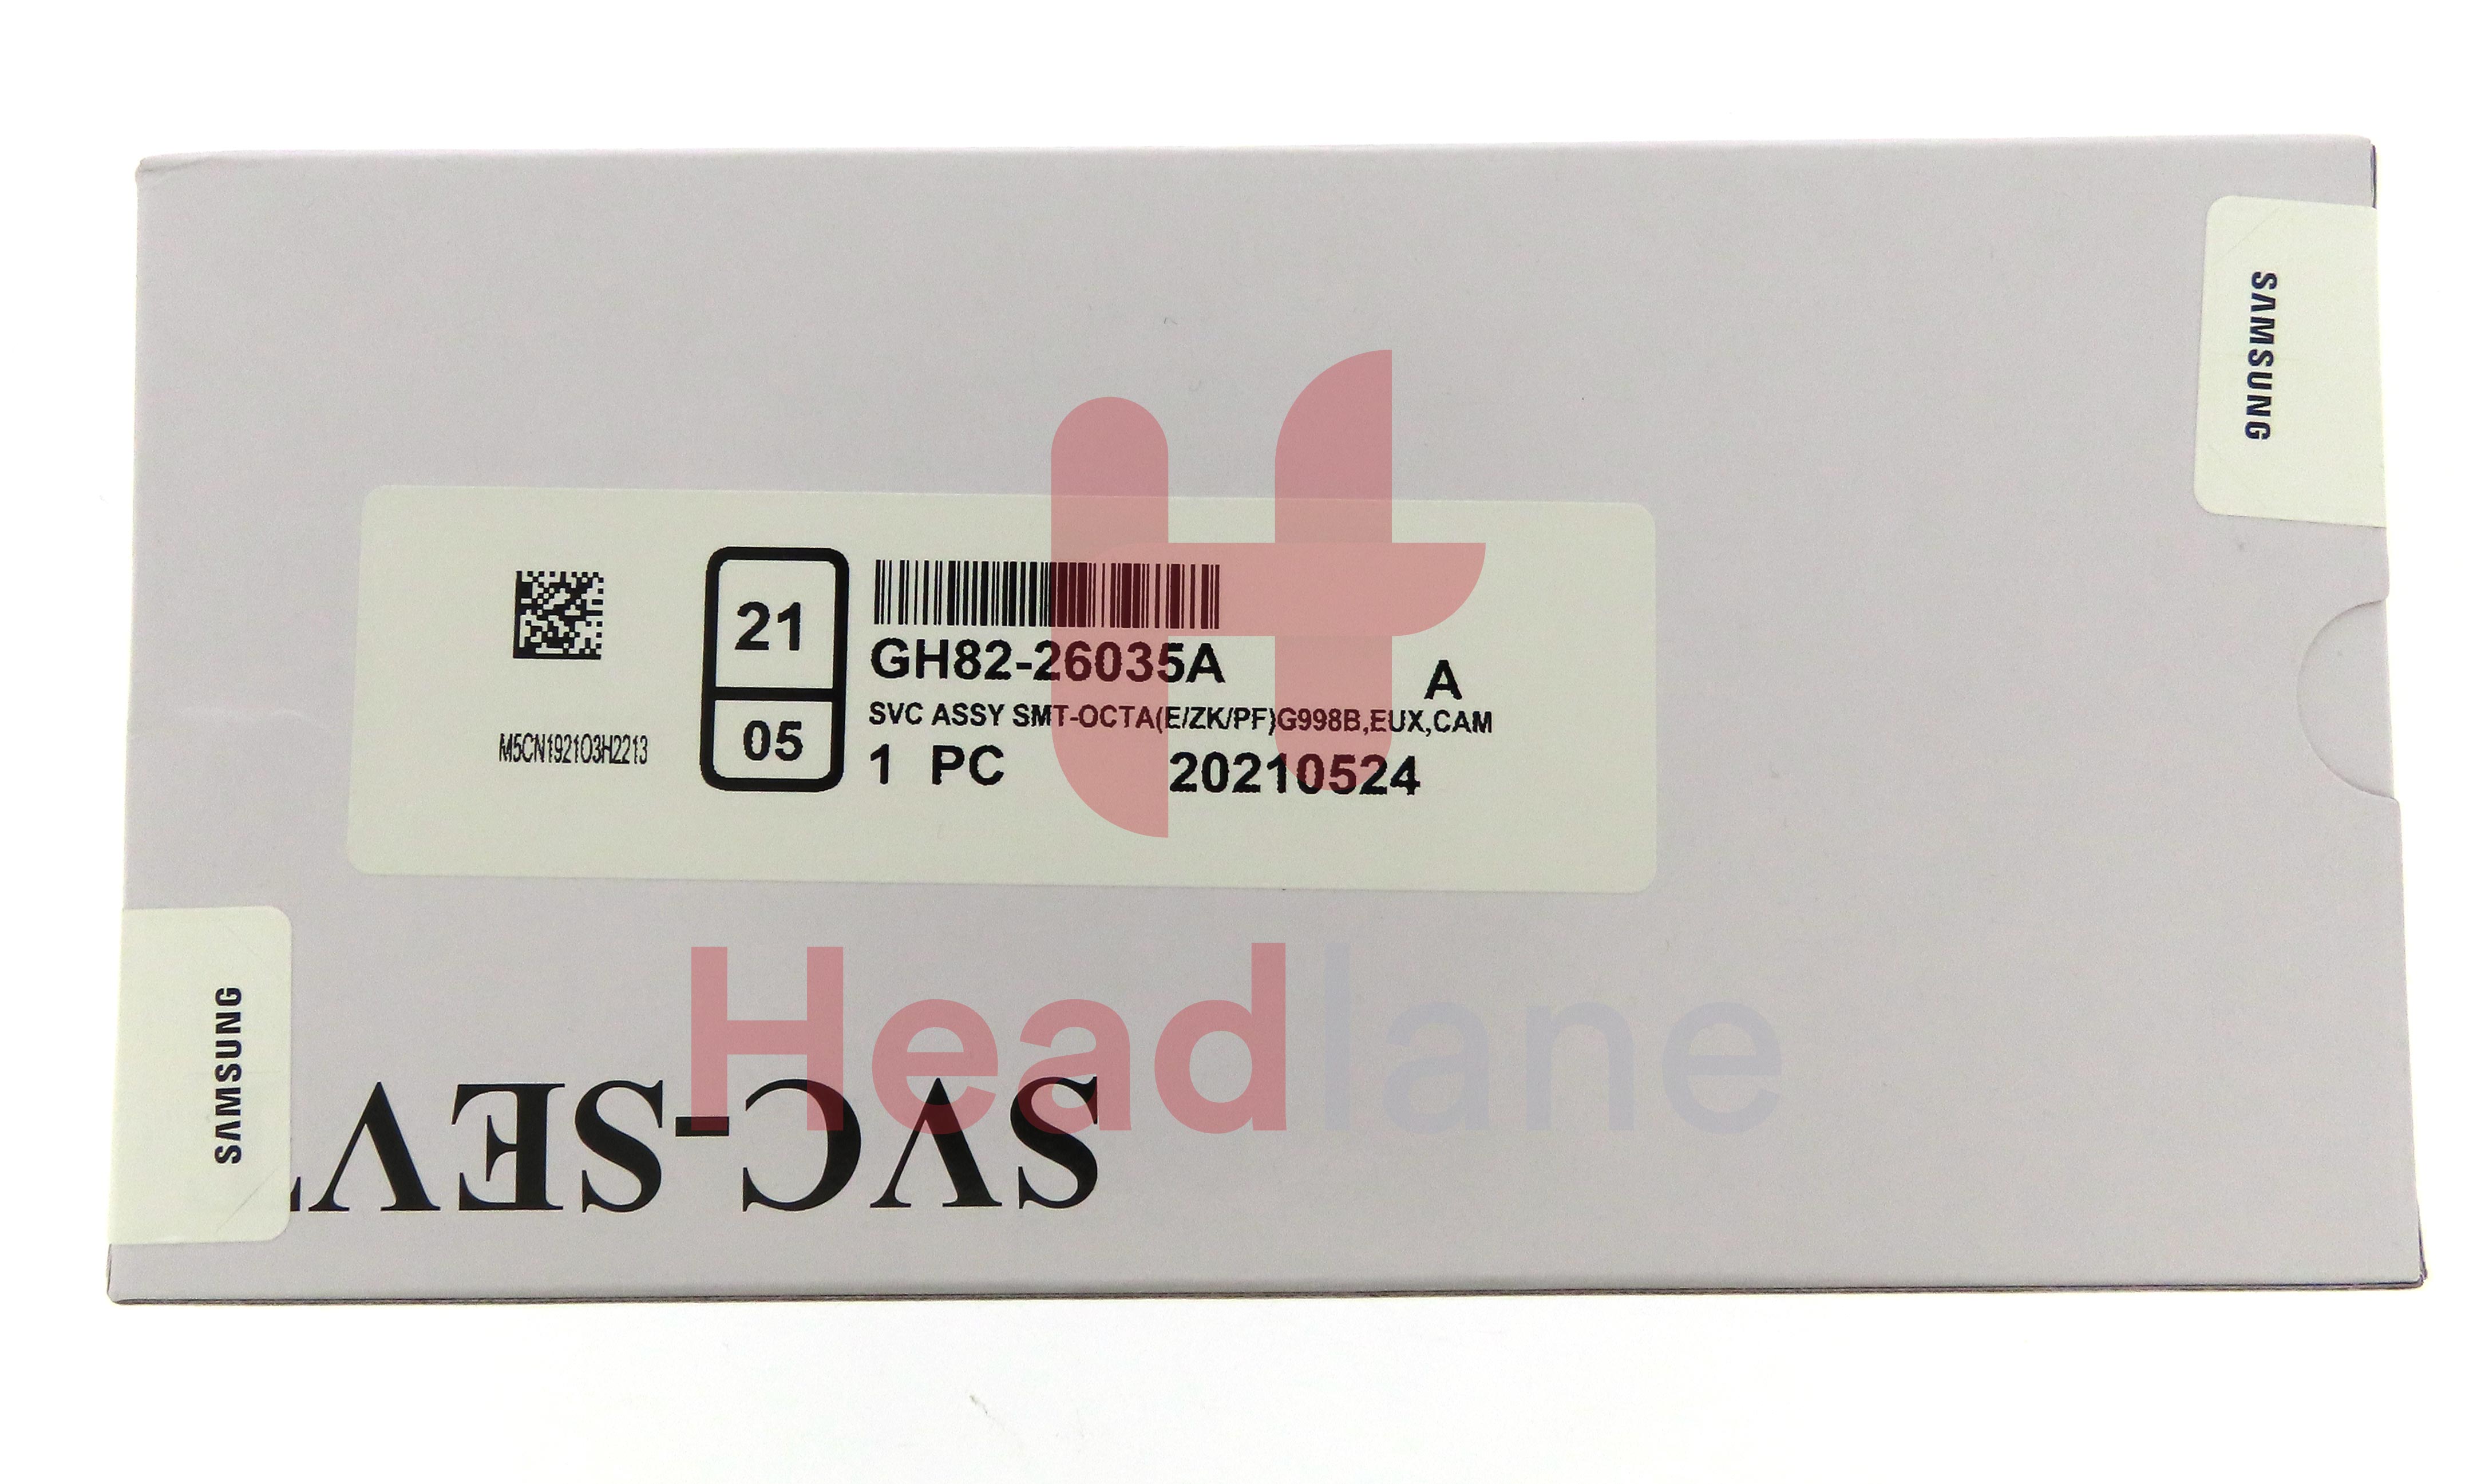 SAMSUNG
21
05
GH82-26035A
A
SVC ASSY SMT-OCTA(E/ZK/PF)G998B,EUX,CAM
M5CN1921O3H2213
1 PC 20210524
Headlane
SAMSUNG
SVC-SEV